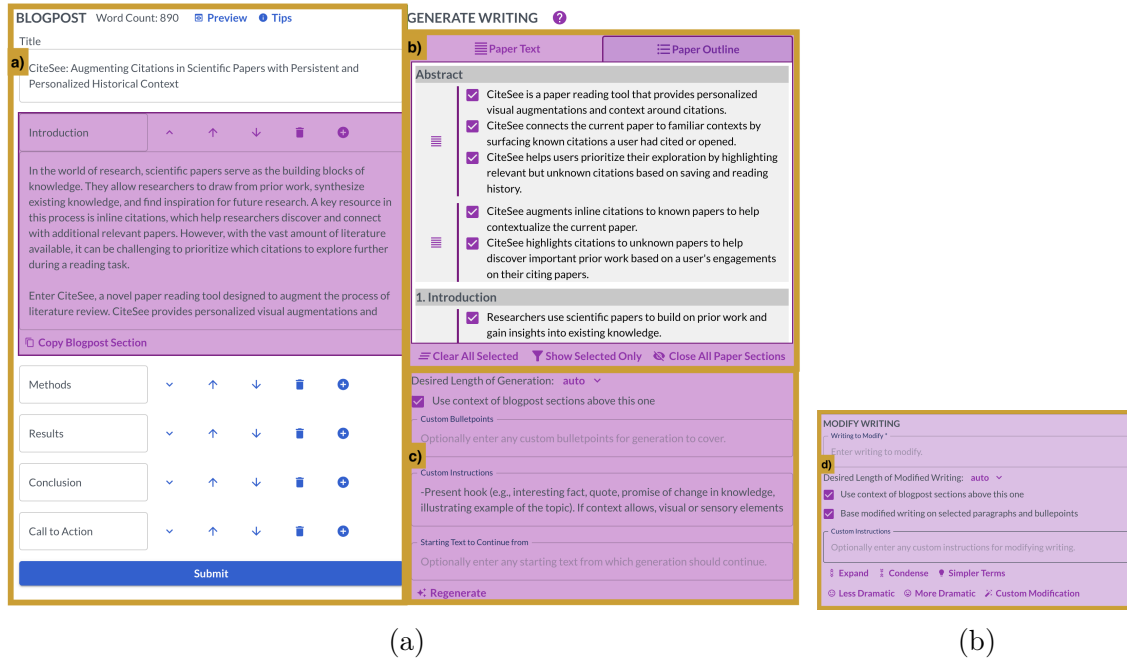 BLOGPOST Word Count: 890 Preview Tips
Title
a)
CiteSee: Augmenting Citations in Scientific Papers with Persistent and
Personalized Historical Context
Introduction
In the world of research, scientific papers serve as the building blocks of
knowledge. They allow researchers to draw from prior work, synthesize
existing knowledge, and find inspiration for future research. A key resource in
this process is inline citations, which help researchers discover and connect
with additional relevant papers. However, with the vast amount of literature
available, it can be challenging to prioritize which citations to explore further
during a reading task.
Enter CiteSee, a novel paper reading tool designed to augment the process of
literature review. CiteSee provides personalized visual augmentations and
Copy Blogpost Section
Methods
Results
Conclusion
Call to Action
Submit
GENERATE WRITING ?
b)
Paper Text
Paper Outline
Abstract
CiteSee is a paper reading tool that provides personalized
visual augmentations and context around citations.
CiteSee connects the current paper to familiar contexts by
surfacing known citations a user had cited or opened.
CiteSee helps users prioritize their exploration by highlighting
relevant but unknown citations based on saving and reading
history.
CiteSee augments inline citations to known papers to help
contextualize the current paper.
CiteSee highlights citations to unknown papers to help
discover important prior work based on a user's engagements
on their citing papers.
1. Introduction
Researchers use scientific papers to build on prior work and
gain insights into existing knowledge.
Clear All Selected Show Selected Only Close All Paper Sections
Desired Length of Generation: auto
Use context of blogpost sections above this one
Custom Bulletpoints
Optionally enter any custom bulletpoints for generation to cover.
c)
Custom Instructions
-Present hook (e.g., interesting fact, quote, promise of change in knowledge,
illustrating example of the topic). If context allows, visual or sensory elements
Starting Text to Continue from
Optionally enter any starting text from which generation should continue.
Regenerate
(a)
MODIFY WRITING
Writing to Modify *
Enter writing to modify.
d)
Desired Length of Modified Writing: auto
Use context of blogpost sections above this one
Base modified writing on selected paragraphs and bullepoints
Custom Instructions
Optionally enter any custom instructions for modifying writing.
Expand Condense Simpler Terms
Less Dramatic More Dramatic Custom Modification
(b)